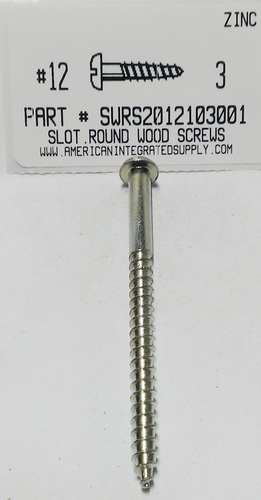 ZINC
#12 3
PART # SWRS2012103001
SLOT.ROUND WOOD SCREWS
WWW.AMERICANINTEGRATEDSUPPLY.COM